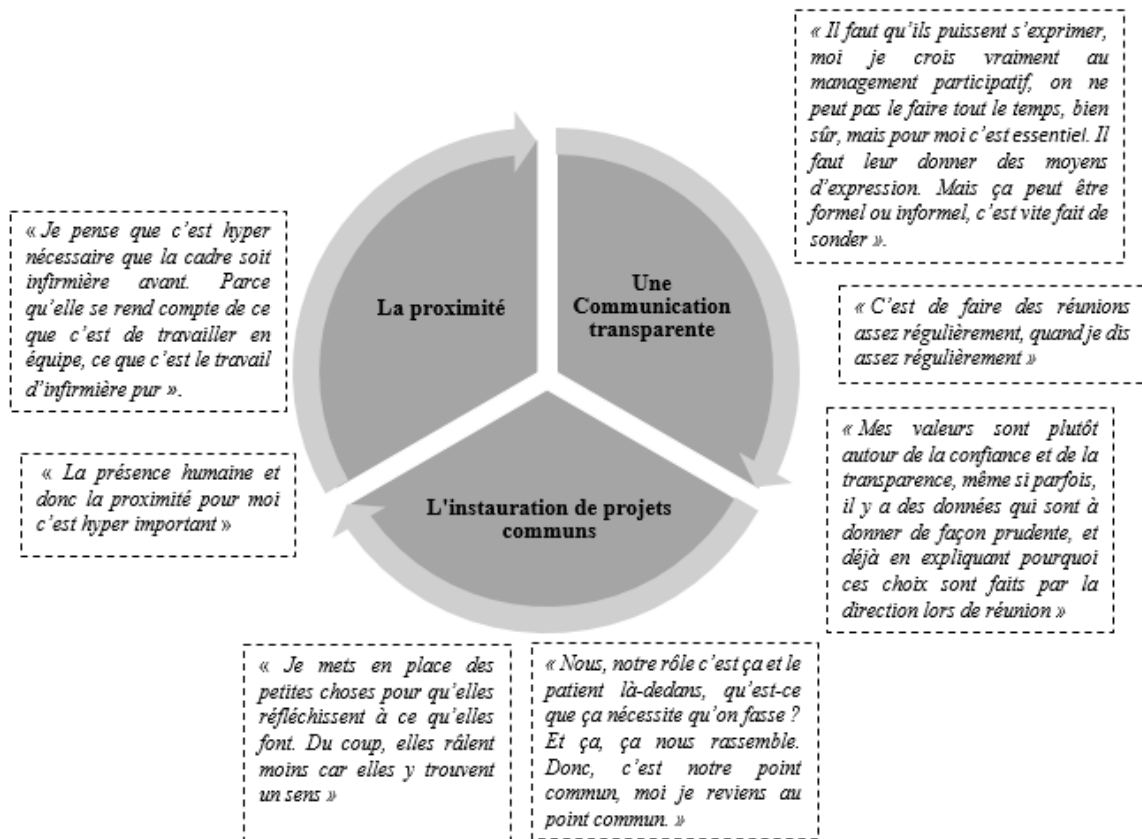 « Il faut qu’ils puissent s’exprimer,
moi je crois vraiment au
management participatif, on ne
peut pas le faire tout le temps, bien
sûr, mais pour moi c’est essentiel. Il
faut leur donner des moyens
d’expression. Mais ça peut être
formel ou informel, c’est vite fait de
sonder ».
« Je pense que c’est hyper
nécessaire que la cadre soit
infirmière avant. Parce
qu’elle se rend compte de ce
que c’est de travailler en
équipe, ce que c’est le travail
d’infirmière pur ».
La proximité
Une
Communication
transparente
« C’est de faire des réunions
assez régulièrement, quand je dis
assez régulièrement »
« La présence humaine et
donc la proximité pour moi
c’est hyper important »
L'instauration de projets
communs
« Mes valeurs sont plutôt
autour de la confiance et de la
transparence, même si parfois,
il y a des données qui sont à
donner de façon prudente, et
déjà en expliquant pourquoi
ces choix sont faits par la
direction lors de réunion »
« Je mets en place des
petites choses pour qu’elles
réfléchissent à ce qu’elles
font. Du coup, elles râlent
moins car elles y trouvent
un sens »
« Nous, notre rôle c’est ça et le
patient là-dedans, qu’est-ce
que ça nécessite qu’on fasse ?
Et ça, ça nous rassemble.
Donc, c’est notre point
commun, moi je reviens au
point commun. »